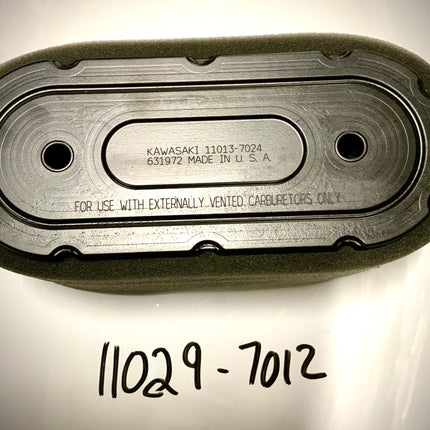 KAWASAKI 11013-7024
631972 MADE IN U. S. A.
FOR USE WITH EXTERNALLY VENTED CARBURETORS ONLY
11029-7012